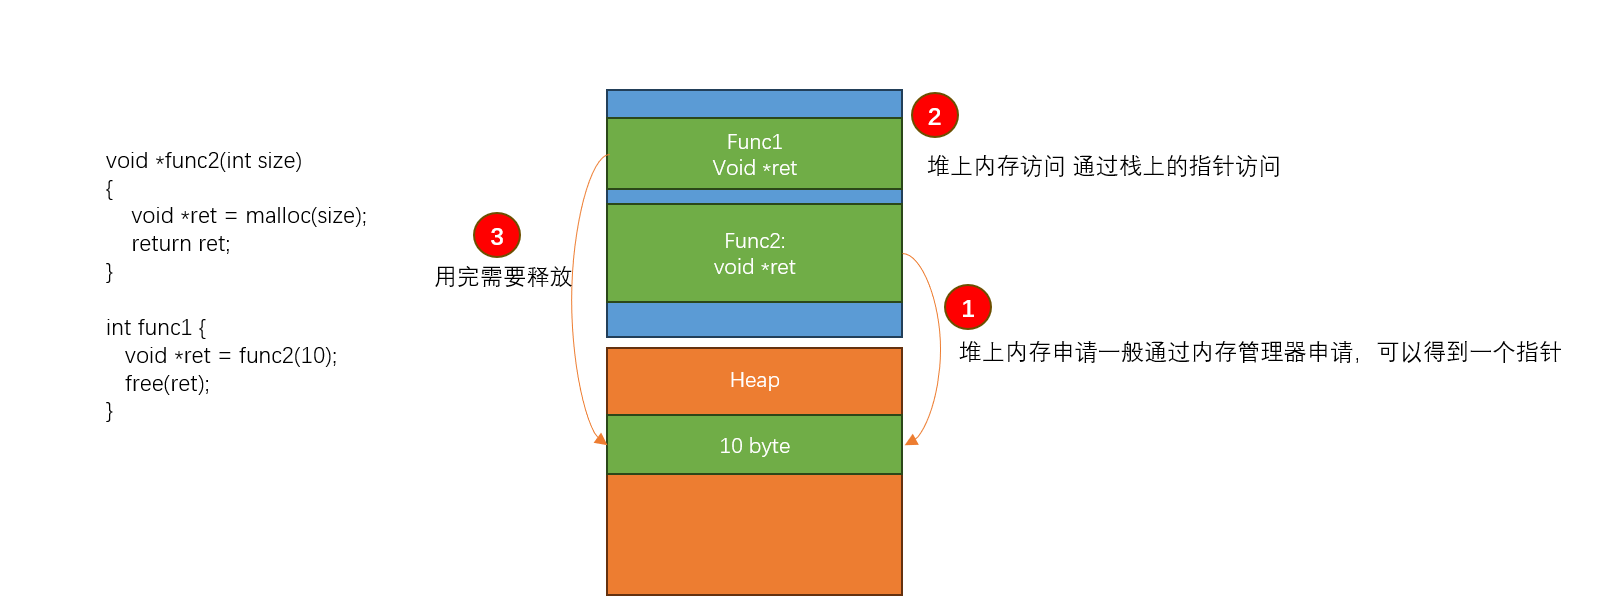 void *func2(int size)
{
void *ret = malloc(size);
return ret;
}
int func1 {
void *ret = func2(10);
free(ret);
}
3
用完需要释放
Func1
Void *ret
Func2:
void *ret
Heap
10 byte
2
堆上内存访问 通过栈上的指针访问
1
堆上内存申请一般通过内存管理器申请，可以得到一个指针